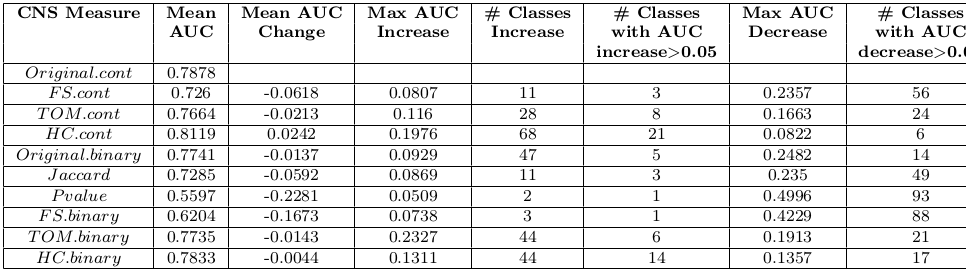 CNS Measure Mean AUC Mean AUC Change Max AUC Increase # Classes Increase # Classes with AUC increase>0.05 Max AUC Decrease # Classes with AUC
Original.cont 0.7878
FS.cont 0.726 -0.0618 0.0807 11 3 0.2357 56
TOM.cont 0.7664 -0.0213 0.116 28 8 0.1663 24
HC.cont 0.8119 0.0242 0.1976 68 21 0.0822 6
Original.binary 0.7741 -0.0137 0.0929 47 5 0.2482 14
Jaccard 0.7285 -0.0592 0.0869 11 3 0.235 49
Pvalue 0.5597 -0.2281 0.0509 2 1 0.4996 93
FS.binary 0.6204 -0.1673 0.0738 3 1 0.4229 88
TOM.binary 0.7735 -0.0143 0.2327 44 6 0.1913 21
HC.binary 0.7833 -0.0044 0.1311 44 14 0.1357 17